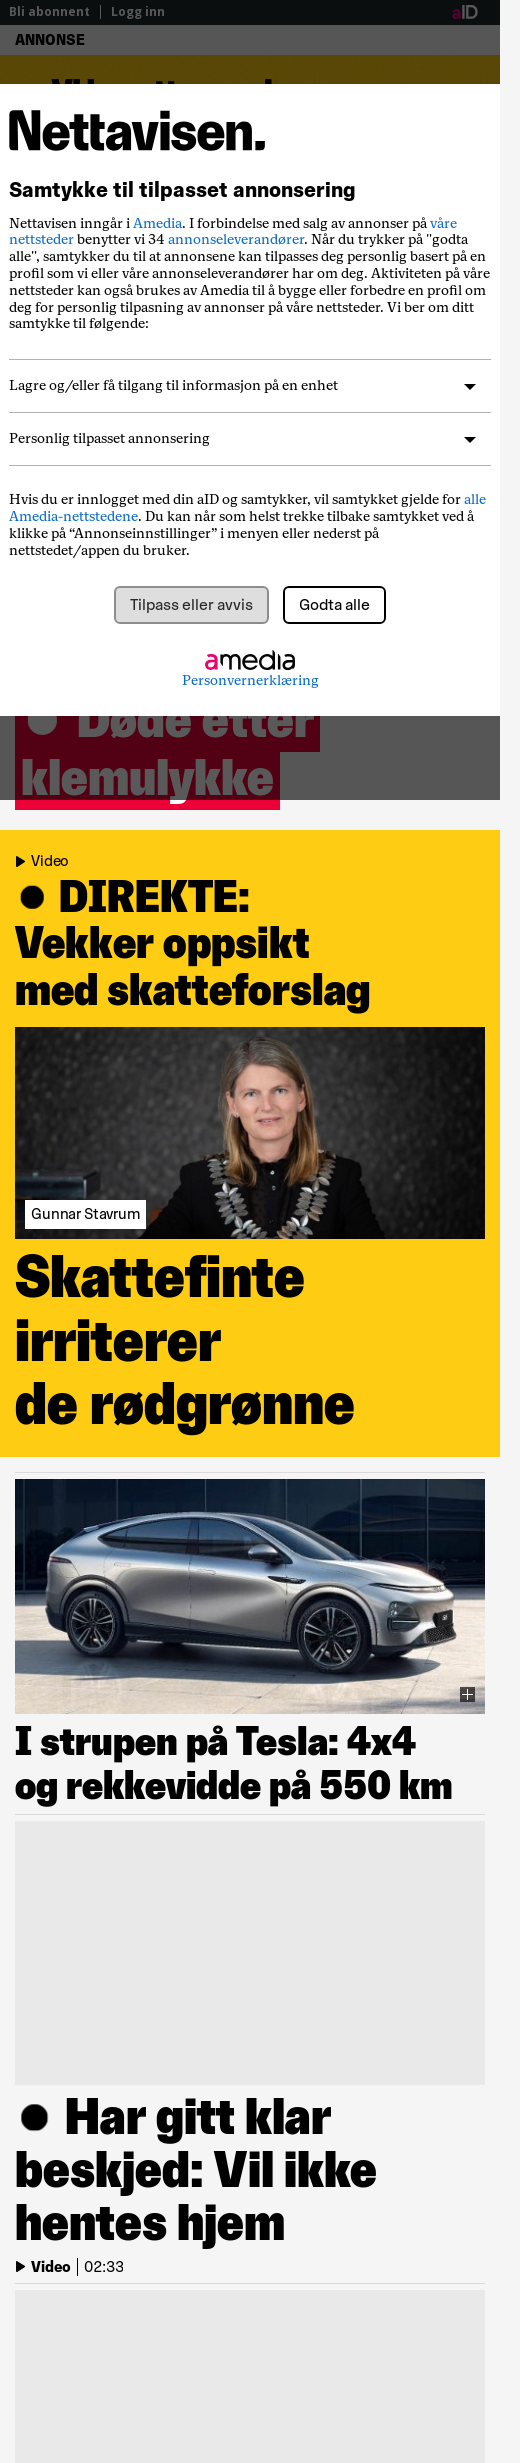 Bli abonnent
Logg inn
aID
ANNONSE
Nettavisen.
Samtykke til tilpasset annonsering
Nettavisen inngår i Amedia. I forbindelse med salg av annonser på våre
nettsteder benytter vi 34 annonseleverandører. Når du trykker på "godta
alle", samtykker du til at annonsene kan tilpasses deg personlig basert på en
profil som vi eller våre annonseleverandører har om deg. Aktiviteten på våre
nettsteder kan også brukes av Amedia til å bygge eller forbedre en profil om
deg for personlig tilpasning av annonser på våre nettsteder. Vi ber om ditt
samtykke til følgende:
Lagre og/eller få tilgang til informasjon på en enhet
Personlig tilpasset annonsering
Hvis du er innlogget med din aID og samtykker, vil samtykket gjelde for alle
Amedia-nettstedene. Du kan når som helst trekke tilbake samtykket ved å
klikke på “Annonseinnstillinger” i menyen eller nederst på
nettstedet/appen du bruker.
Tilpass eller avvis
Godta alle
amedia
Personvernerklæring
Døde etter
klemulykke
Video
DIREKTE:
Vekker oppsikt
med skatteforslag
Gunnar Stavrum
Skattefinte
irriterer
de rødgrønne
I strupen på Tesla: 4x4
og rekkevidde på 550 km
Har gitt klar
beskjed: Vil ikke
hentes hjem
Video | 02:33